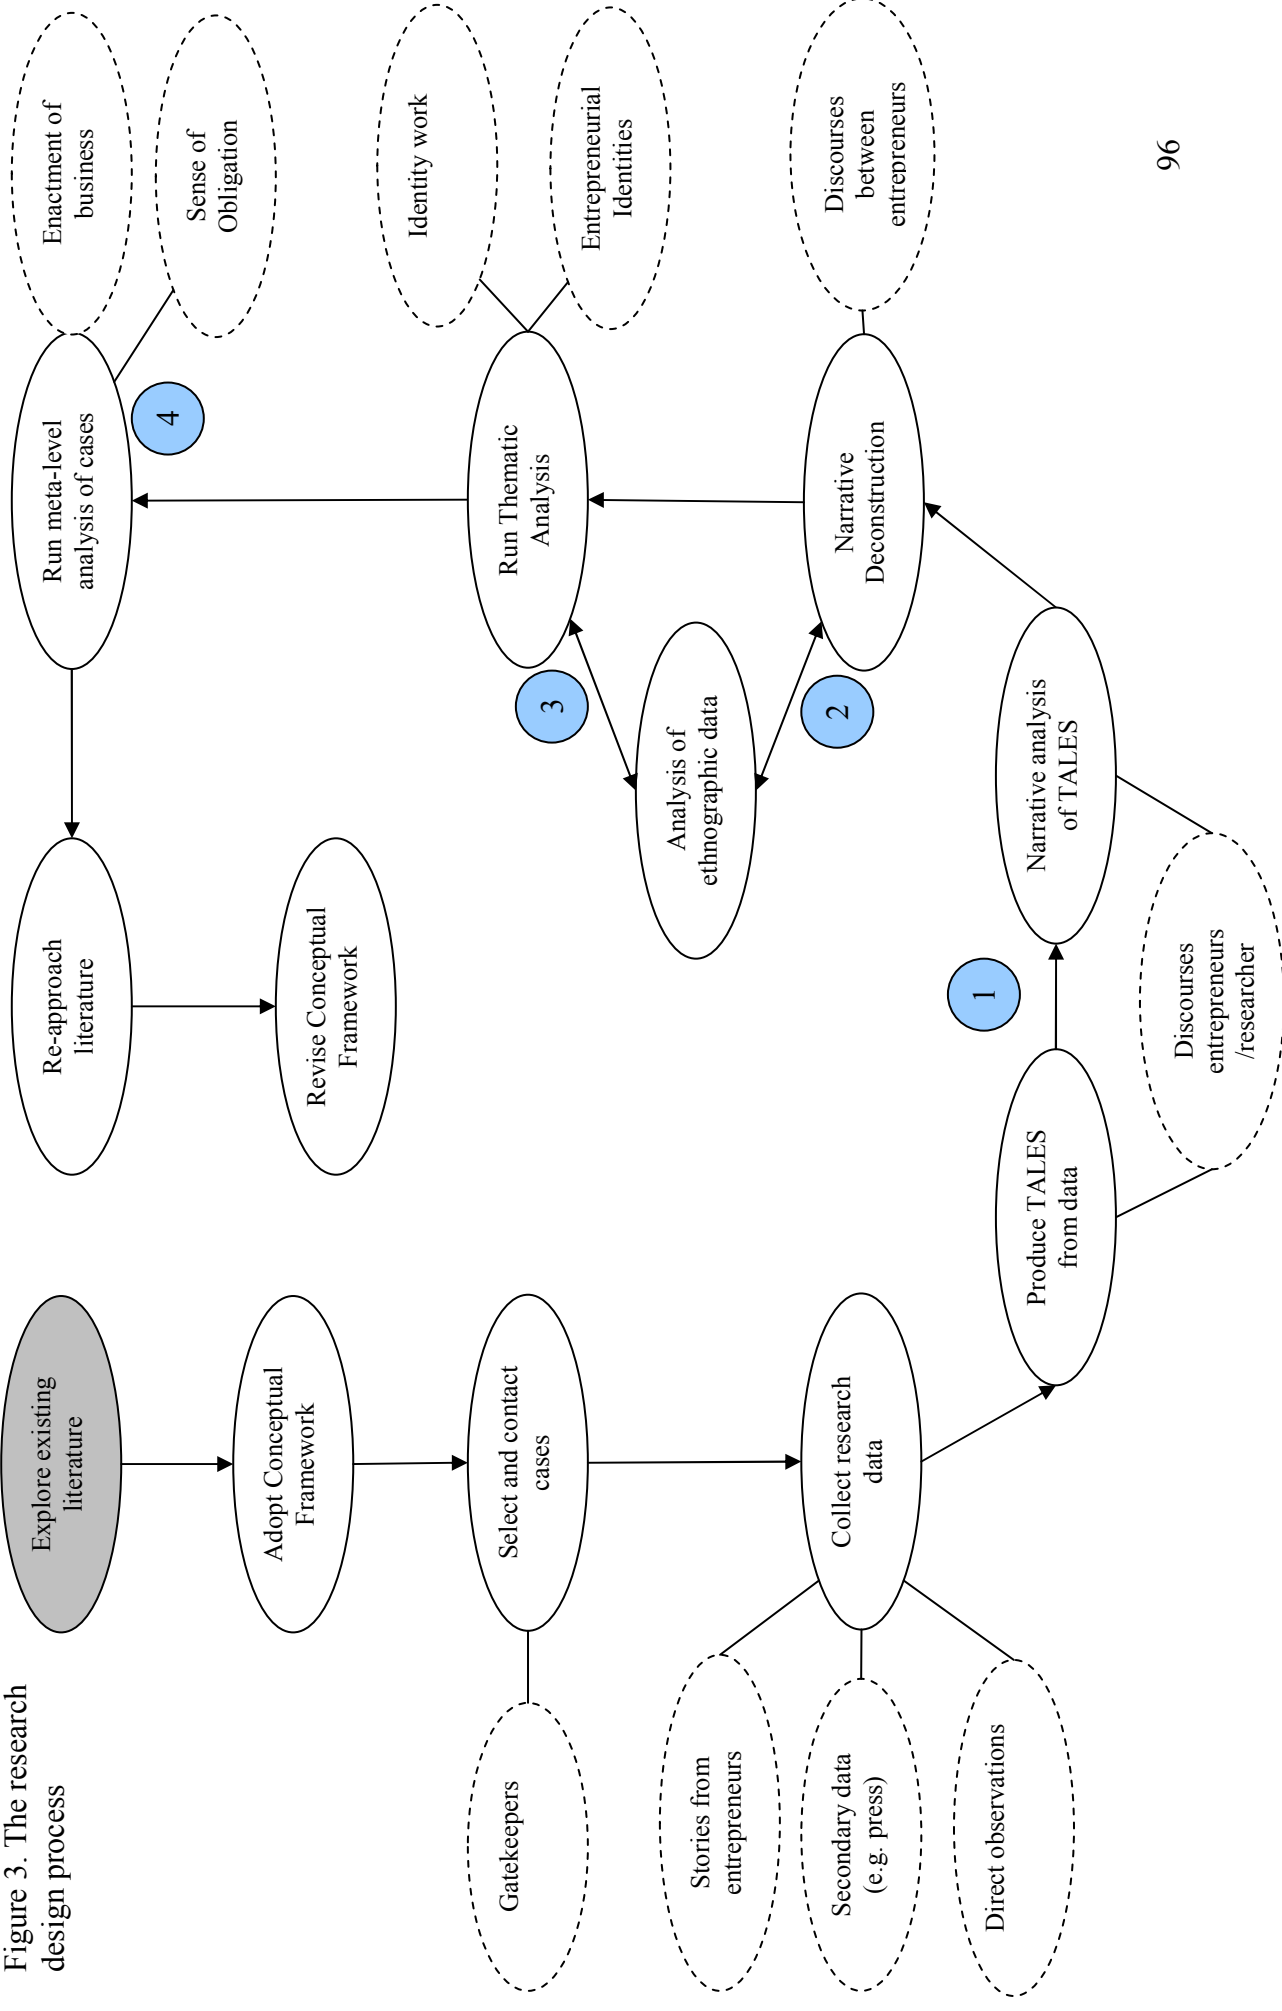 Figure 3. The research
design process
Explore existing
literature
Adopt Conceptual
Framework
Select and contact
cases
Gatekeepers
Collect research
data
Stories from
entrepreneurs
Secondary data
(e.g. press)
Direct observations
Produce TALES
from data
1
Discourses
entrepreneurs
/researcher
Narrative analysis
of TALES
Narrative
Deconstruction
Discourses
between
entrepreneurs
2
Analysis of
ethnographic data
3
Run Thematic
Analysis
Identity work
Entrepreneurial
Identities
4
Run meta-level
analysis of cases
Enactment of
business
Sense of
Obligation
Re-approach
literature
Revise Conceptual
Framework
96